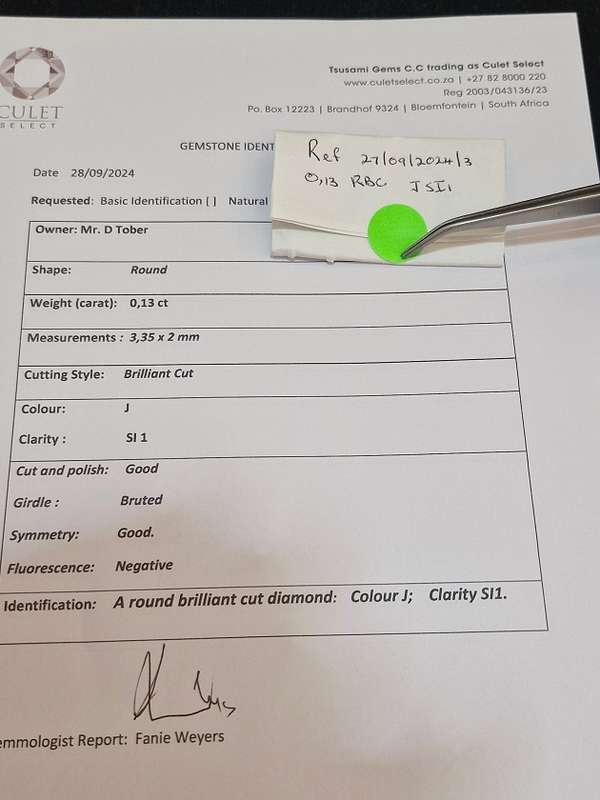 CULET
SELECT
Tsusami Gems C.C trading as Culet Select
www.culetselect.co.za | +27 82 8000 220
Reg 2003/043136/23
Po. Box 12223 | Brandhof 9324 | Bloemfontein | South Africa
GEMSTONE IDENT
Ref 27/09/2024/3
0,13 RBC J SI1
Date 28/09/2024
Requested: Basic Identification [ ] Natural
Owner: Mr. D Tober
Shape: Round
Weight (carat): 0,13 ct
Measurements : 3,35 x 2 mm
Cutting Style: Brilliant Cut
Colour: J
Clarity : SI 1
Cut and polish: Good
Girdle : Bruted
Symmetry: Good.
Fluorescence: Negative
Identification: A round brilliant cut diamond: Colour J; Clarity SI1.
emmologist Report: Fanie Weyers